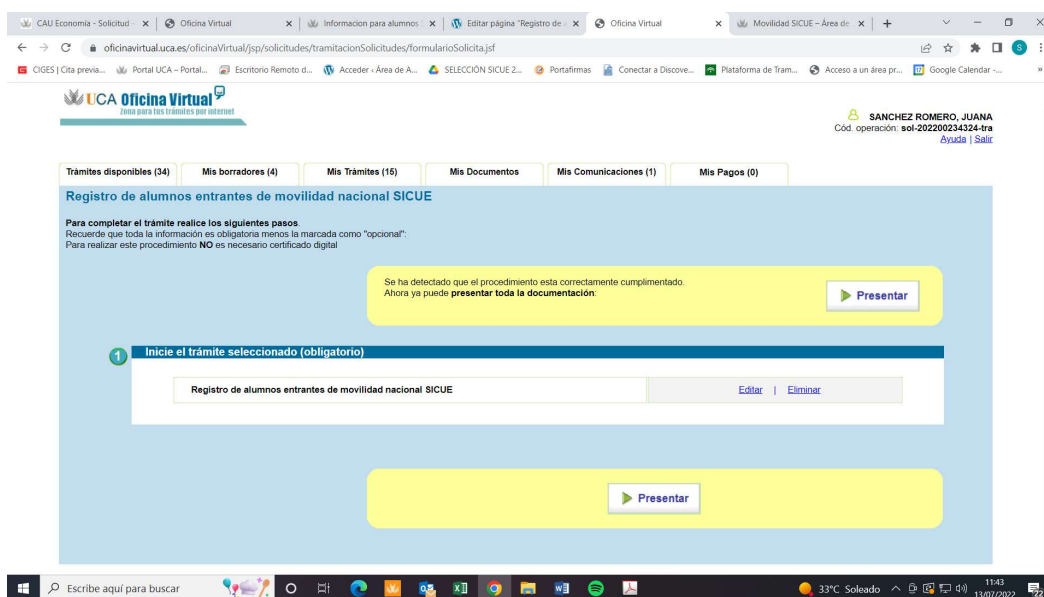 CAU Economía - Solicitud
Oficina Virtual
Informacion para alumnos
Editar página "Registro de
Oficina Virtual
Movilidad SICUE – Área de
oficinavirtual.uca.es/oficinaVirtual/jsp/solicitudes/tramitacionSolicitudes/formularioSolicita.jsf
S
CIGES | Cita previa...
Portal UCA – Portal...
Escritorio Remoto d...
Acceder ‹ Área de A...
SELECCIÓN SICUE 2...
Portafirmas
Conectar a Discove...
Plataforma de Tram...
Acceso a un área pr...
Google Calendar -...
»
UCA Oficina Virtual
Zona para tus trámites por internet
SANCHEZ ROMERO, JUANA
Cód. operación: sol-202200234324-tra
Ayuda | Salir
Trámites disponibles (34)
Mis borradores (4)
Mis Trámites (15)
Mis Documentos
Mis Comunicaciones (1)
Mis Pagos (0)
Registro de alumnos entrantes de movilidad nacional SICUE
Para completar el trámite realice los siguientes pasos.
Recuerde que toda la información es obligatoria menos la marcada como "opcional":
Para realizar este procedimiento NO es necesario certificado digital
Se ha detectado que el procedimiento esta correctamente cumplimentado.
Ahora ya puede presentar toda la documentación:
Presentar
1
Inicie el trámite seleccionado (obligatorio)
Registro de alumnos entrantes de movilidad nacional SICUE
Editar | Eliminar
Presentar
Escribe aquí para buscar
33°C Soleado
11:43
13/07/2022
22